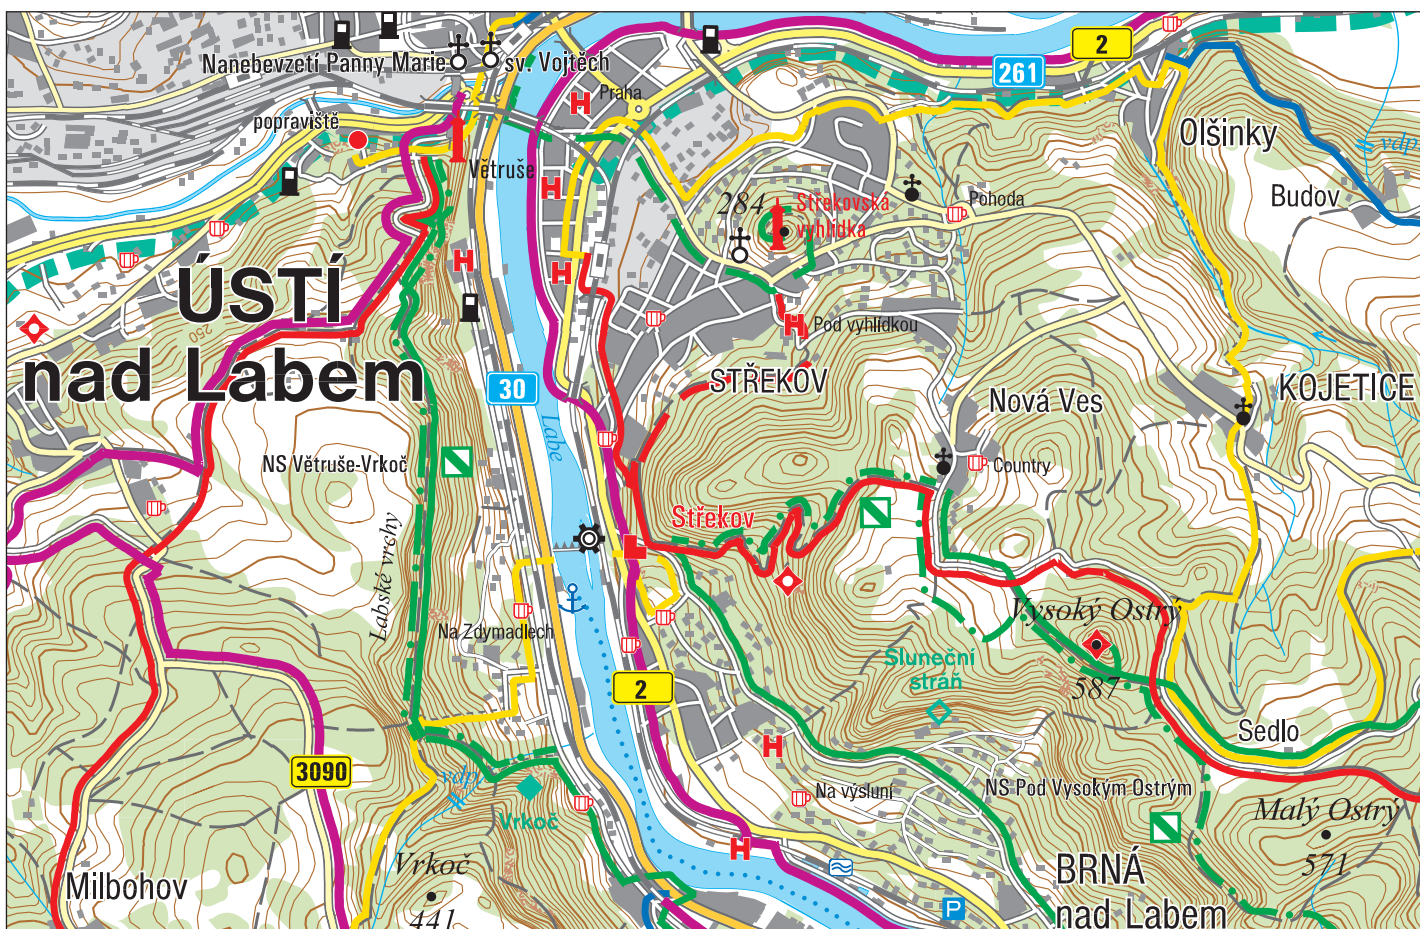 2
261
Nanebevzetí Panny Marie
sv. Vojtěch
Praha
popraviště
Větruše
Olšinky
vdp.
Budov
284
Střekovská
vyhlídka
Pohoda
ÚSTÍ
nad Labem
250
Pod vyhlídkou
STŘEKOV
30
Labe
Nová Ves
KOJETICE
NS Větruše-Vrkoč
Country
Střekov
Labské vrchy
Na Zdymadlech
Vysoký Ostrý
587
Sluneční
stráň
2
Sedlo
3090
vdp.
Vrkoč
Na výsluní
NS Pod Vysokým Ostrým
Malý Ostrý
571
Milbohov
Vrkoč
441
BRNÁ
nad Labem
P